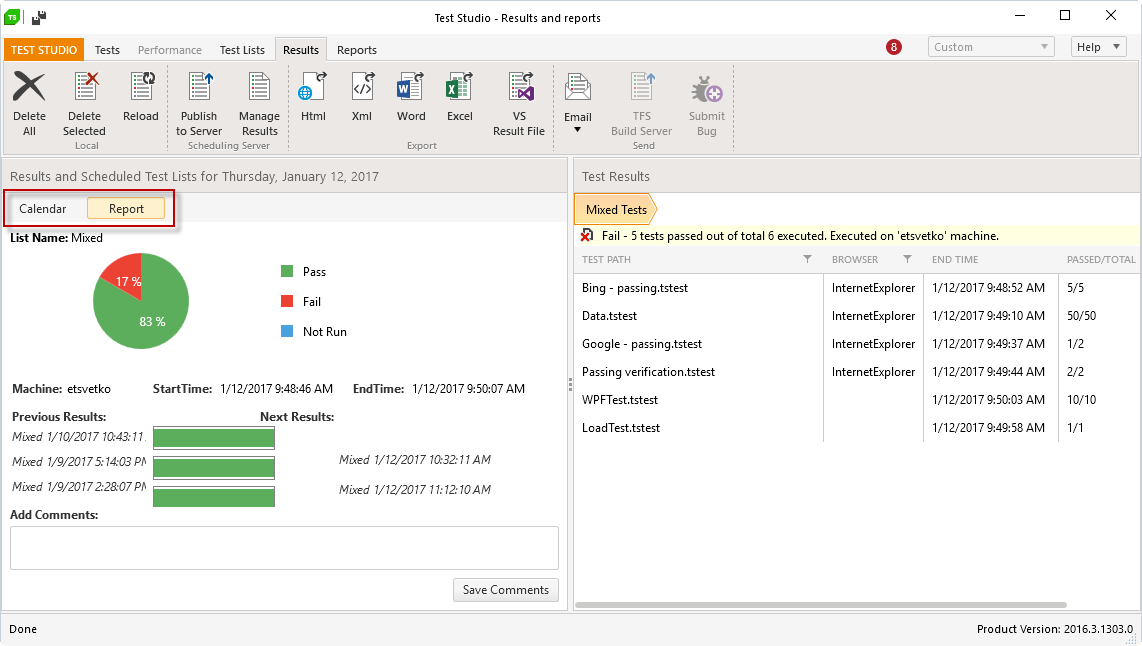 TS
Test Studio - Results and reports
TEST STUDIO Tests Performance Test Lists Results Reports 8 Custom Help
Delete All
Delete Selected
Reload
Local
Publish to Server
Manage Results
Scheduling Server
Html
Xml
Word
Excel
VS Result File
Export
Email
TFS Build Server
Submit Bug
Send
Results and Scheduled Test Lists for Thursday, January 12, 2017
Calendar Report
List Name: Mixed
17 %
83 %
Pass
Fail
Not Run
Machine: etsvetko StartTime: 1/12/2017 9:48:46 AM EndTime: 1/12/2017 9:50:07 AM
Previous Results: Next Results:
Mixed 1/10/2017 10:43:11
Mixed 1/9/2017 5:14:03 PM
Mixed 1/9/2017 2:28:07 PM
Mixed 1/12/2017 10:32:11 AM
Mixed 1/12/2017 11:12:10 AM
Add Comments:
Save Comments
Test Results
Mixed Tests
Fail - 5 tests passed out of total 6 executed. Executed on 'etsvetko' machine.
TEST PATH BROWSER END TIME PASSED/TOTAL
Bing - passing.tstest InternetExplorer 1/12/2017 9:48:52 AM 5/5
Data.tstest InternetExplorer 1/12/2017 9:49:10 AM 50/50
Google - passing.tstest InternetExplorer 1/12/2017 9:49:37 AM 1/2
Passing verification.tstest InternetExplorer 1/12/2017 9:49:44 AM 2/2
WPFTest.tstest 1/12/2017 9:50:03 AM 10/10
LoadTest.tstest 1/12/2017 9:49:58 AM 1/1
Done
Product Version: 2016.3.1303.0